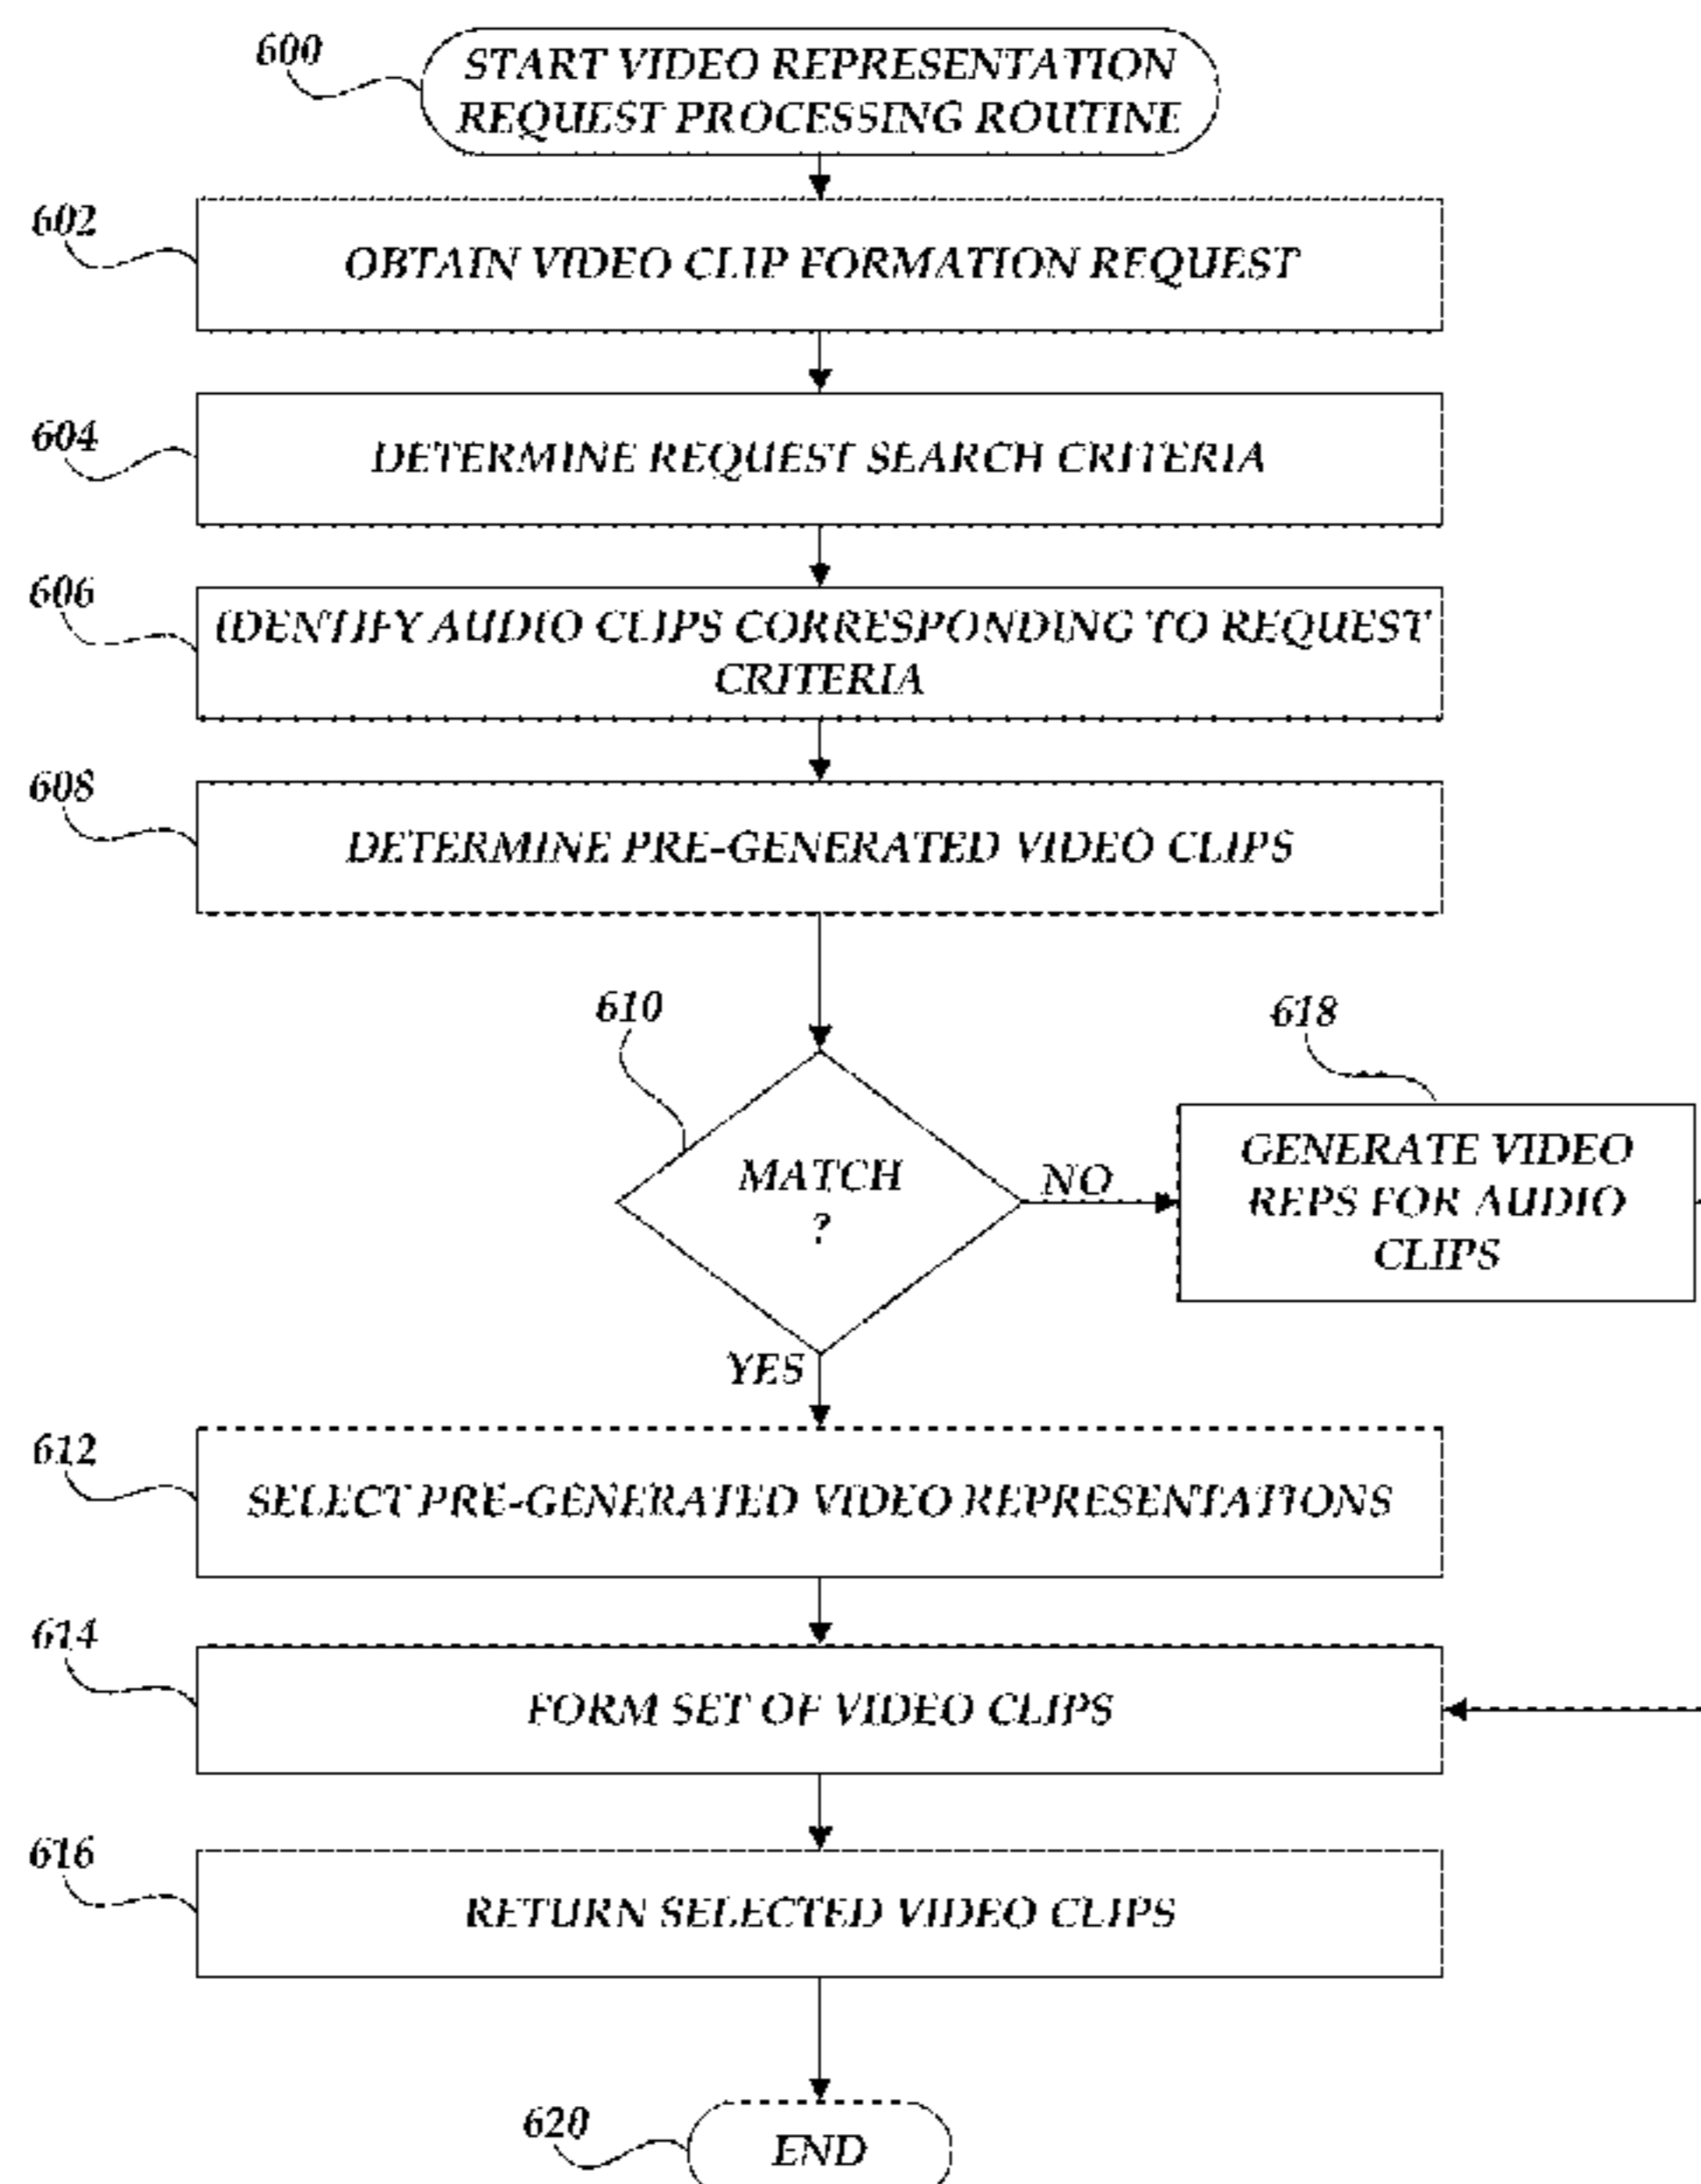 600
START VIDEO REPRESENTATION
REQUEST PROCESSING ROUTINE
602
OBTAIN VIDEO CLIP FORMATION REQUEST
604
DETERMINE REQUEST SEARCH CRITERIA
606
IDENTIFY AUDIO CLIPS CORRESPONDING TO REQUEST
CRITERIA
608
DETERMINE PRE-GENERATED VIDEO CLIPS
610
618
MATCH
?
NO
GENERATE VIDEO
REPS FOR AUDIO
CLIPS
YES
612
SELECT PRE-GENERATED VIDEO REPRESENTATIONS
614
FORM SET OF VIDEO CLIPS
616
RETURN SELECTED VIDEO CLIPS
620
END